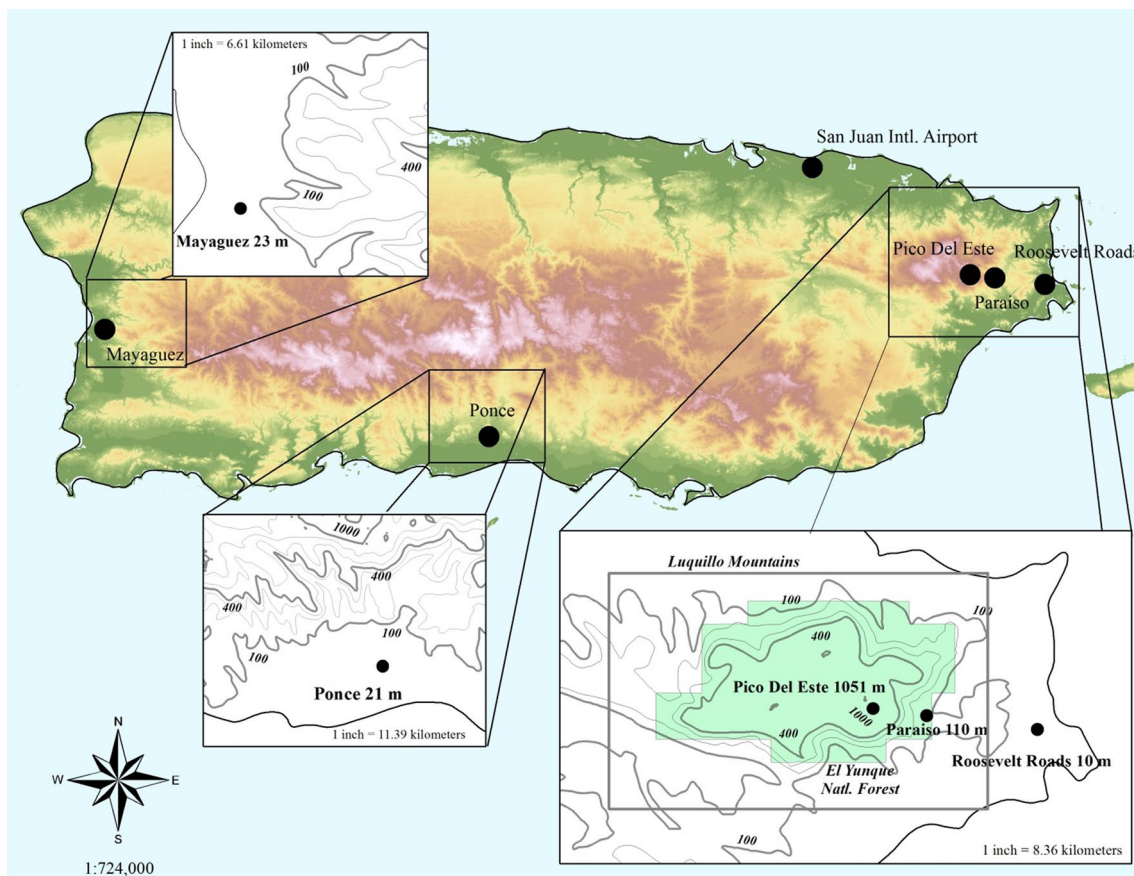 1 inch = 6.61 kilometers
100
400
100
Mayaguez 23 m
San Juan Intl. Airport
Pico Del Este
Roosevelt Roads
Paraiso
Mayaguez
Ponce
1000
400
400
100
100
Ponce 21 m
1 inch = 11.39 kilometers
Luquillo Mountains
100
100
400
Pico Del Este 1051 m
1000
Paraiso 110 m
400
Roosevelt Roads 10 m
El Yunque
Natl. Forest
100
1 inch = 8.36 kilometers
N
W
E
S
1:724,000